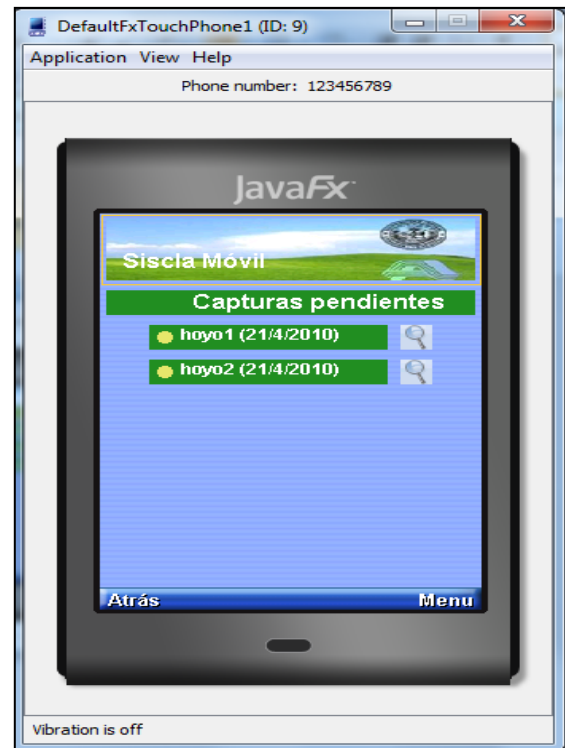 DefaultFxTouchPhone1 (ID: 9)
Application View Help
Phone number: 123456789
JavaFx
Siscla Móvil
Capturas pendientes
hoyo1 (21/4/2010)
hoyo2 (21/4/2010)
Atrás Menu
Vibration is off